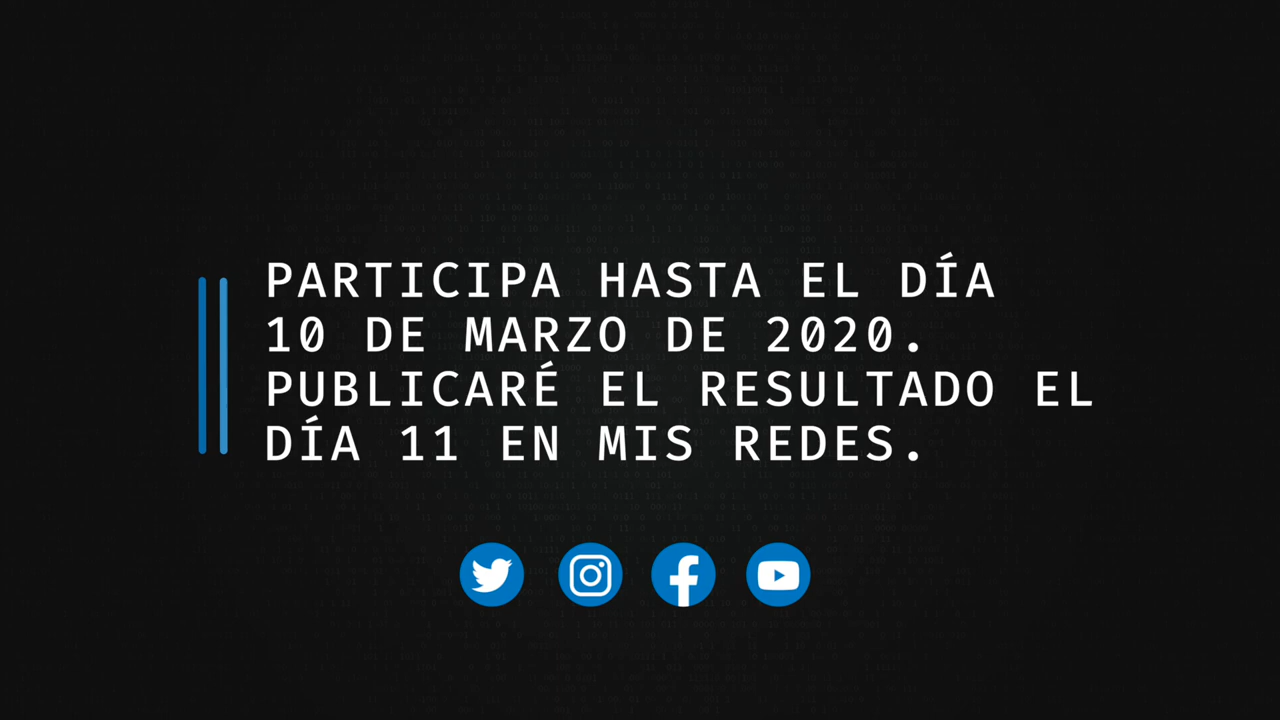 PARTICIPA HASTA EL DÍA
10 DE MARZO DE 2020.
PUBLICARÉ EL RESULTADO EL
DÍA 11 EN MIS REDES.